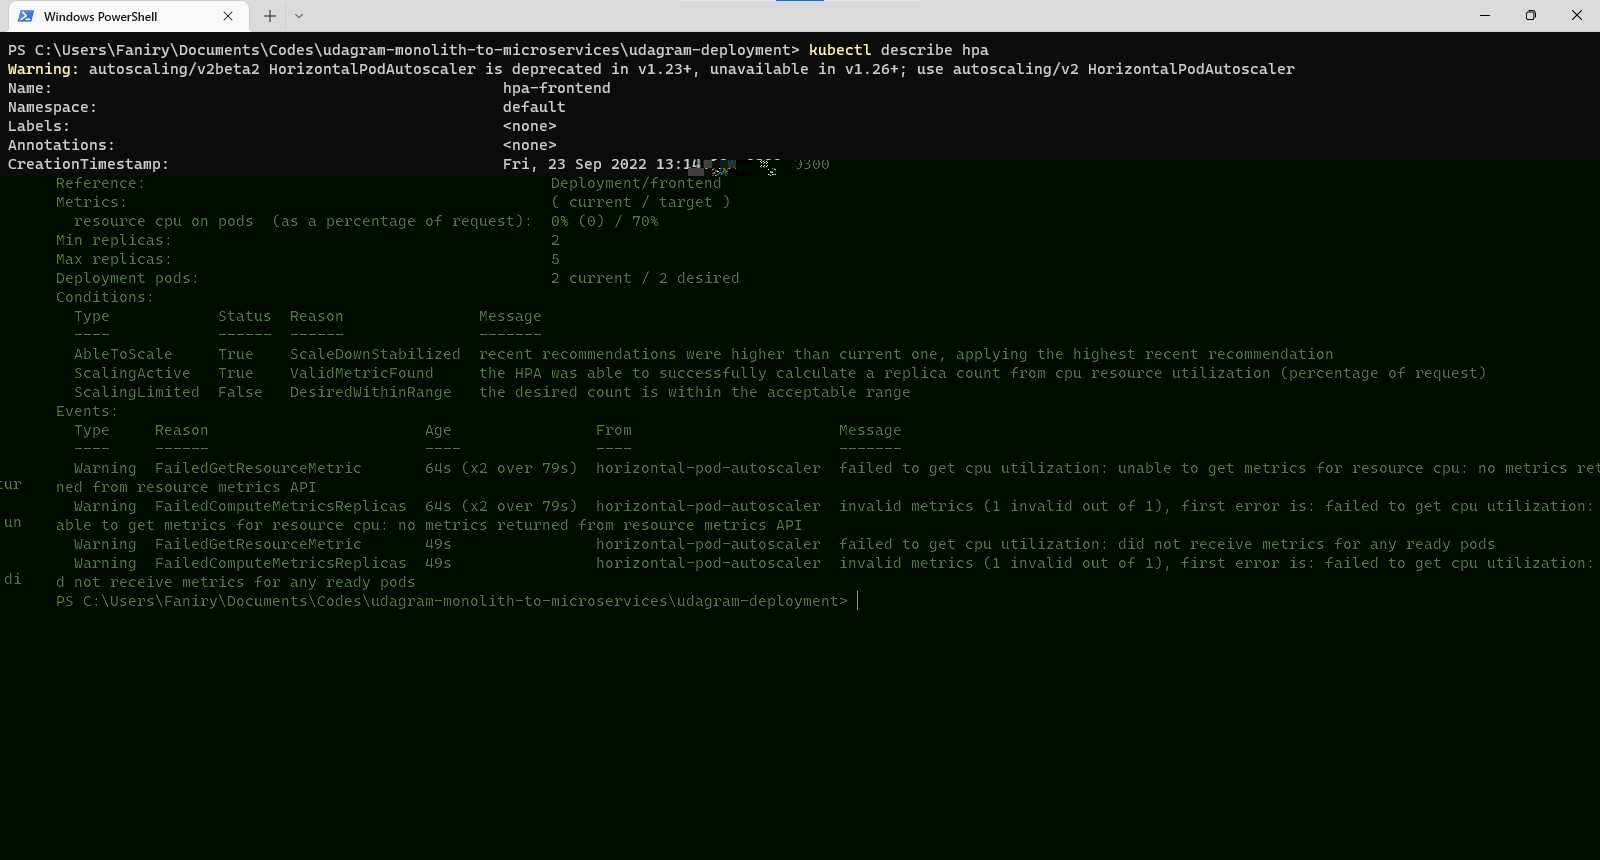 Windows PowerShell
PS C:\Users\Faniry\Documents\Codes\udagram-monolith-to-microservices\udagram-deployment> kubectl describe hpa
Warning: autoscaling/v2beta2 HorizontalPodAutoscaler is deprecated in v1.23+, unavailable in v1.26+; use autoscaling/v2 HorizontalPodAutoscaler
Name: hpa-frontend
Namespace: default
Labels: <none>
Annotations: <none>
CreationTimestamp: Fri, 23 Sep 2022 13:14
Reference: Deployment/frontend
Metrics: ( current / target )
resource cpu on pods (as a percentage of request): 0% (0) / 70%
Min replicas: 2
Max replicas: 5
Deployment pods: 2 current / 2 desired
Conditions:
Type Status Reason Message
---- ------ ------ -------
AbleToScale True ScaleDownStabilized recent recommendations were higher than current one, applying the highest recent recommendation
ScalingActive True ValidMetricFound the HPA was able to successfully calculate a replica count from cpu resource utilization (percentage of request)
ScalingLimited False DesiredWithinRange the desired count is within the acceptable range
Events:
Type Reason Age From Message
---- ------ ---- ---- -------
Warning FailedGetResourceMetric 64s (x2 over 79s) horizontal-pod-autoscaler failed to get cpu utilization: unable to get metrics for resource cpu: no metrics ret
tur ned from resource metrics API
Warning FailedComputeMetricsReplicas 64s (x2 over 79s) horizontal-pod-autoscaler invalid metrics (1 invalid out of 1), first error is: failed to get cpu utilization:
un able to get metrics for resource cpu: no metrics returned from resource metrics API
Warning FailedGetResourceMetric 49s horizontal-pod-autoscaler failed to get cpu utilization: did not receive metrics for any ready pods
Warning FailedComputeMetricsReplicas 49s horizontal-pod-autoscaler invalid metrics (1 invalid out of 1), first error is: failed to get cpu utilization:
di d not receive metrics for any ready pods
PS C:\Users\Faniry\Documents\Codes\udagram-monolith-to-microservices\udagram-deployment>